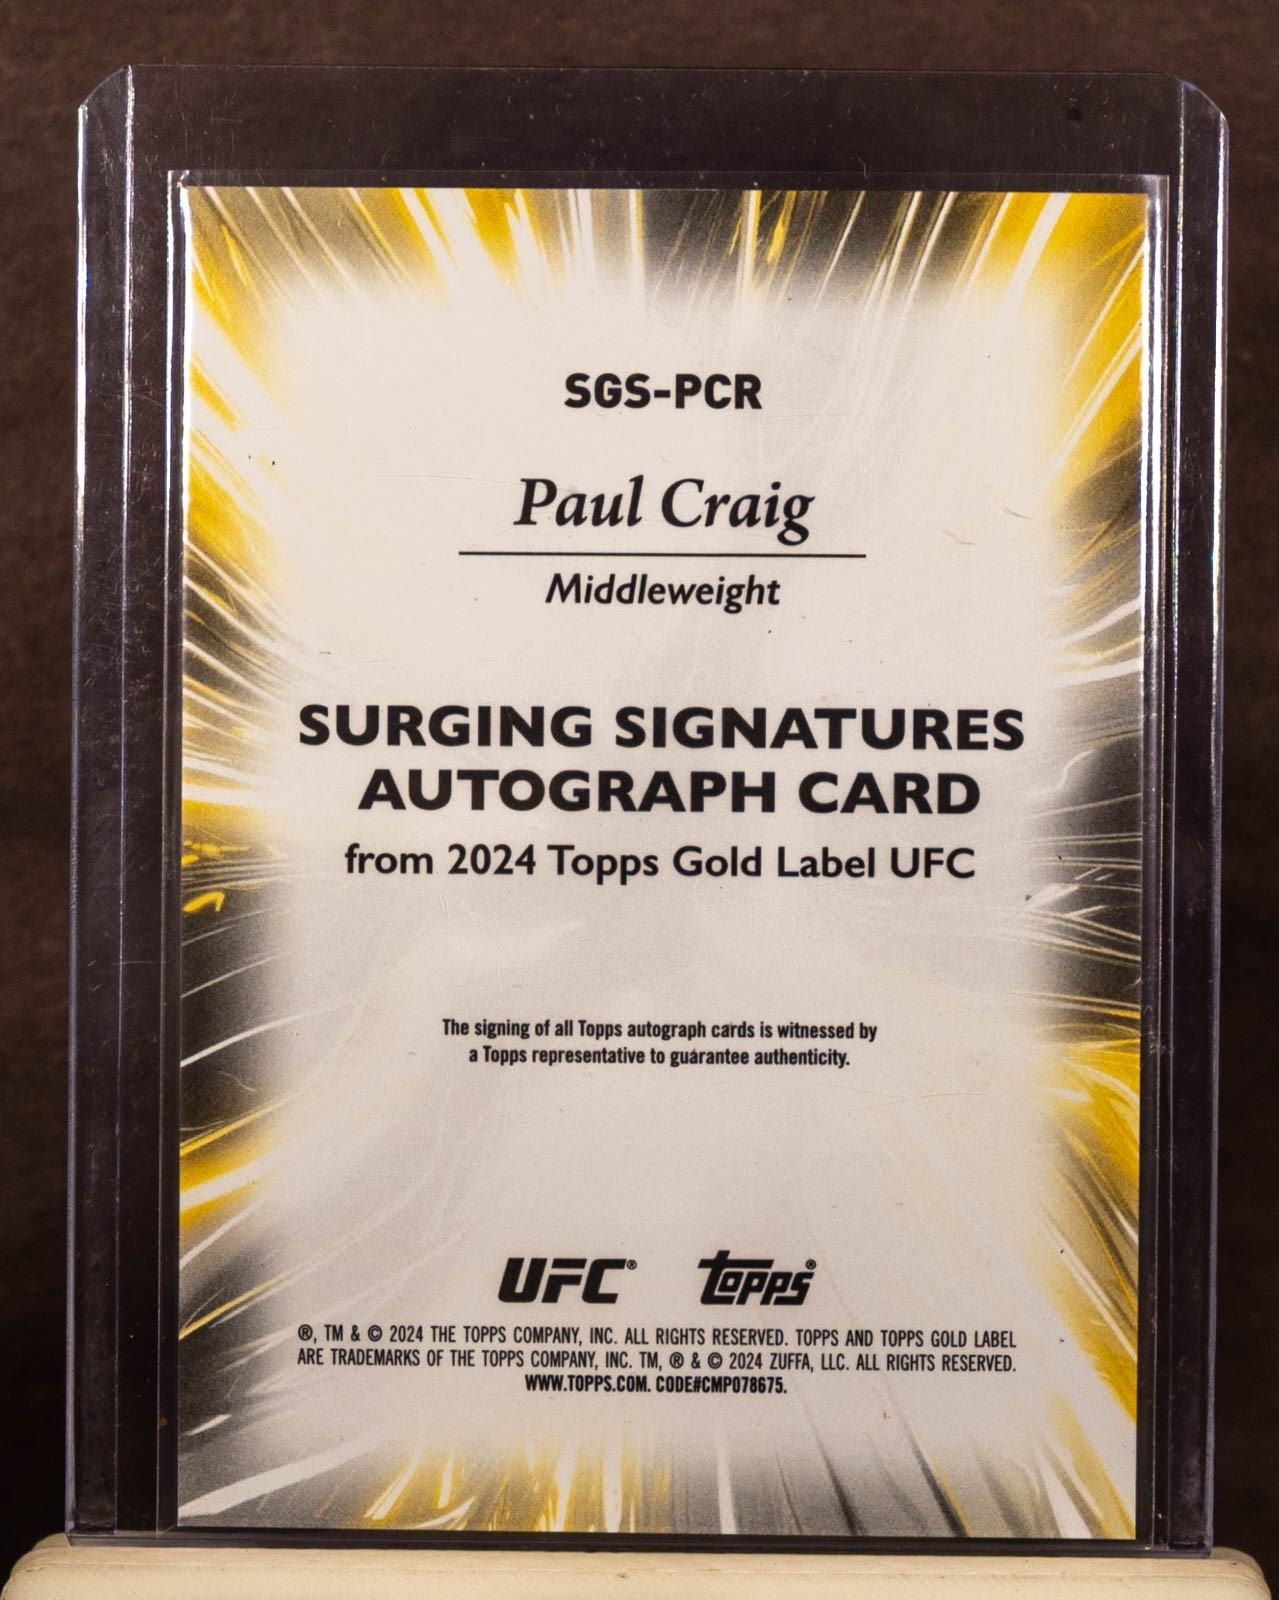 SGS-PCR
Paul Craig
Middleweight
SURGING SIGNATURES
AUTOGRAPH CARD
from 2024 Topps Gold Label UFC
The signing of all Topps autograph cards is witnessed by
a Topps representative to guarantee authenticity.
UFC® Topps®
®, TM & © 2024 THE TOPPS COMPANY, INC. ALL RIGHTS RESERVED. TOPPS AND TOPPS GOLD LABEL
ARE TRADEMARKS OF THE TOPPS COMPANY, INC. TM, ® & © 2024 ZUFFA, LLC. ALL RIGHTS RESERVED.
WWW.TOPPS.COM. CODE#CMP078675.